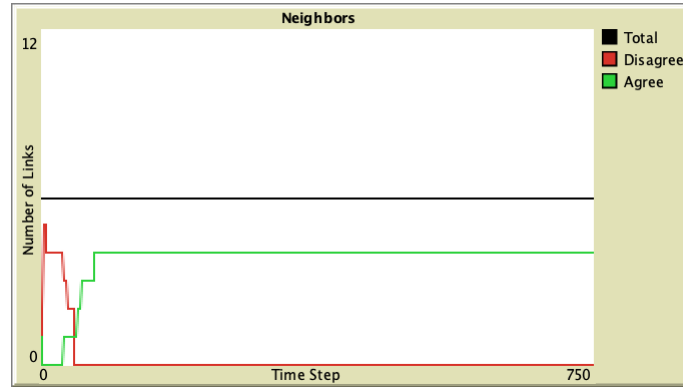 Neighbors
12
Number of Links
0
0
Time Step
750
Total
Disagree
Agree